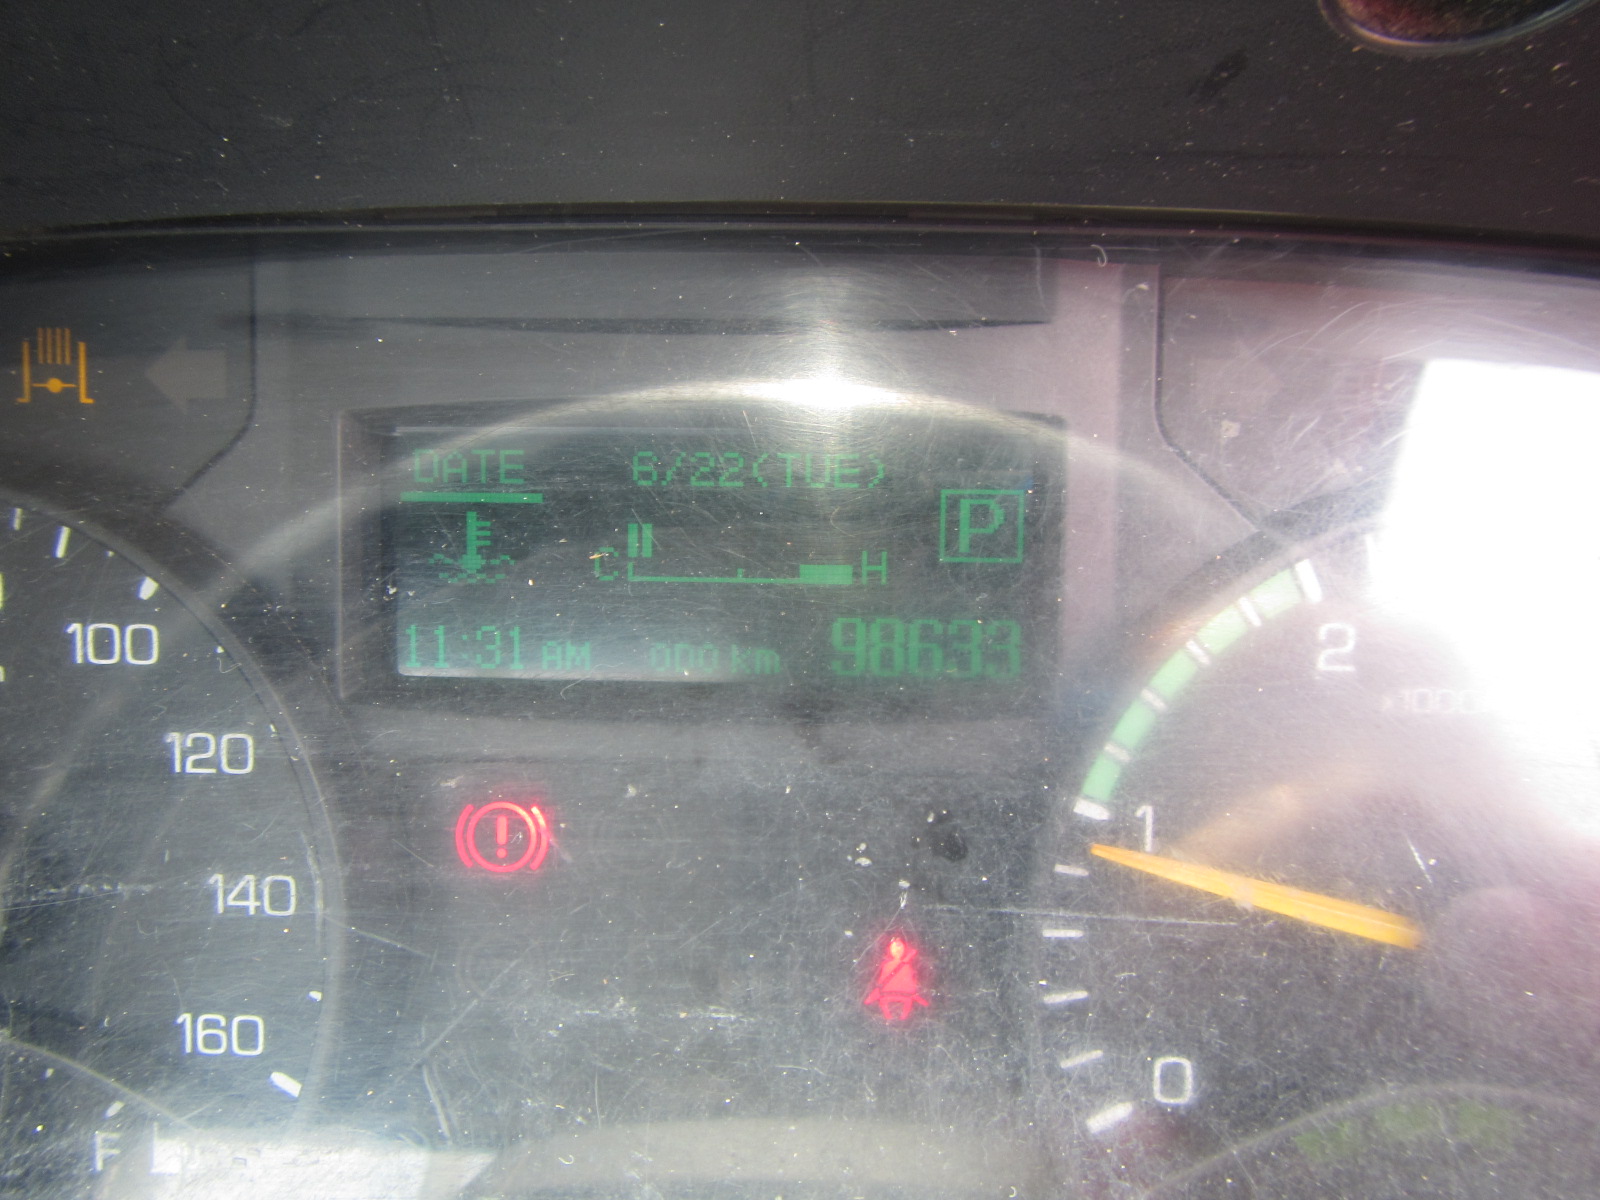 DATE 6/22(TUE)
P
C H
11:31 AM 000 km 98633
100
120
140
160
F
2
1
0